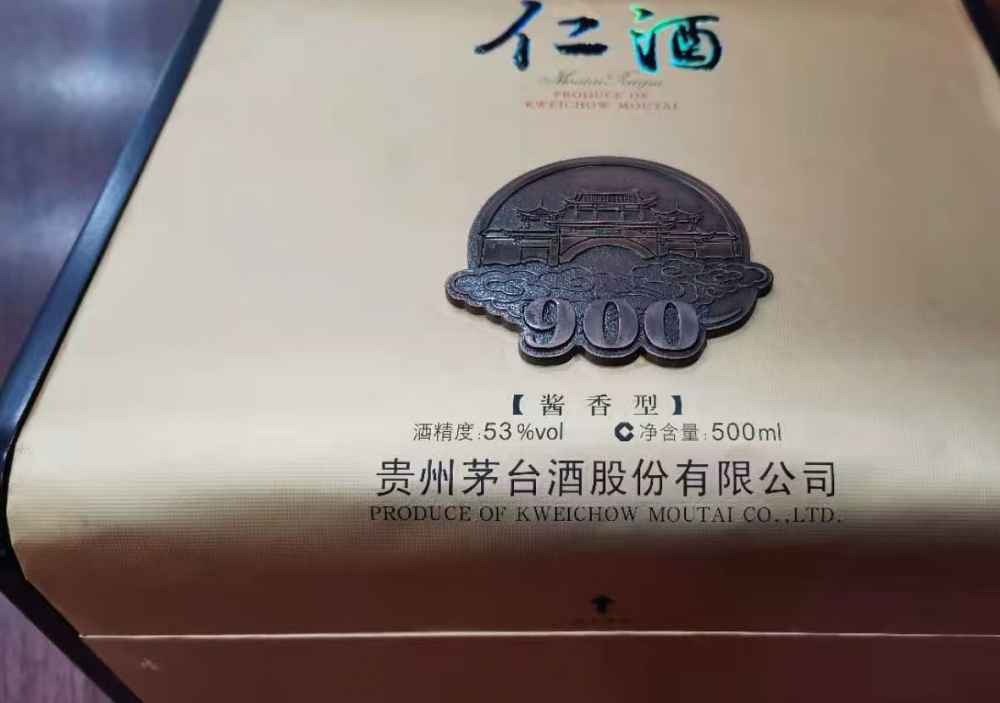 仁酒
PRODUCE OF
KWEICHOW MOUTAI
900
【酱香型】
酒精度:53%vol 净含量:500ml
贵州茅台酒股份有限公司
PRODUCE OF KWEICHOW MOUTAI CO.,LTD.